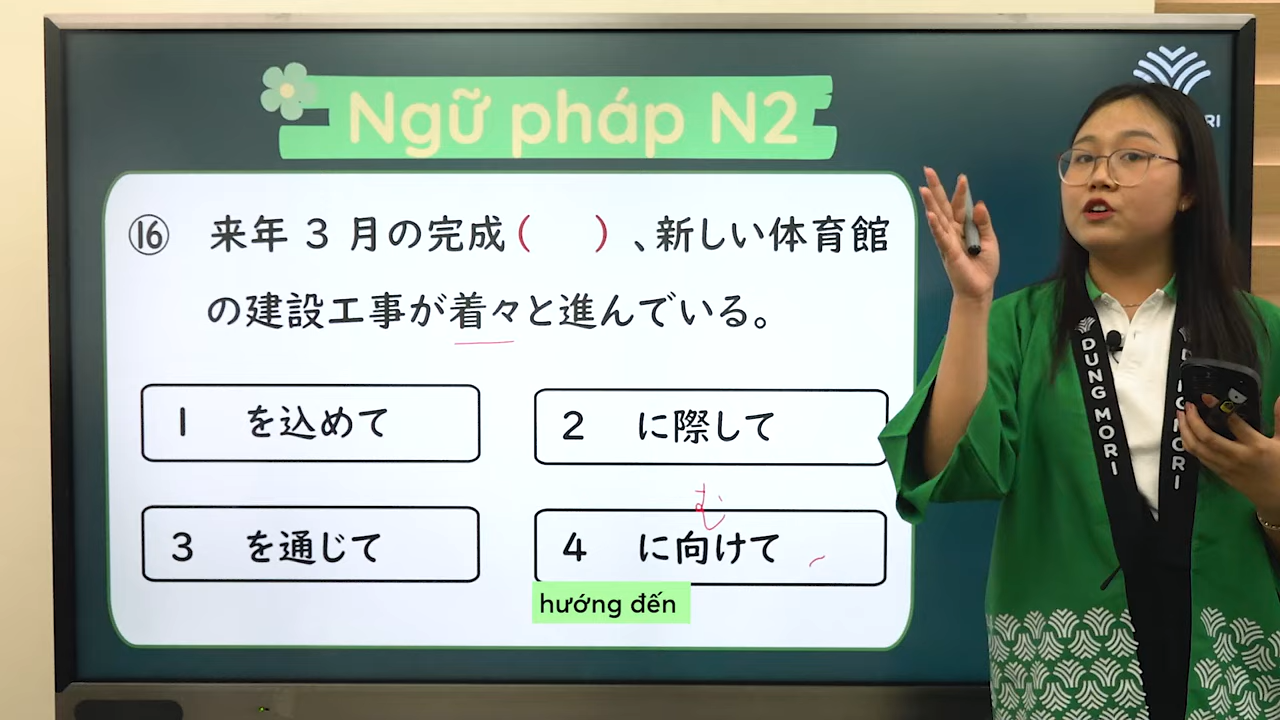 Ngữ pháp N2
RI
⑯ 来年 3 月の完成( )、新しい体育館
の建設工事が着々と進んでいる。
1 を込めて
2 に際して
3 を通じて
む
4 に向けて
hướng đến
DUNG MORI
MORI